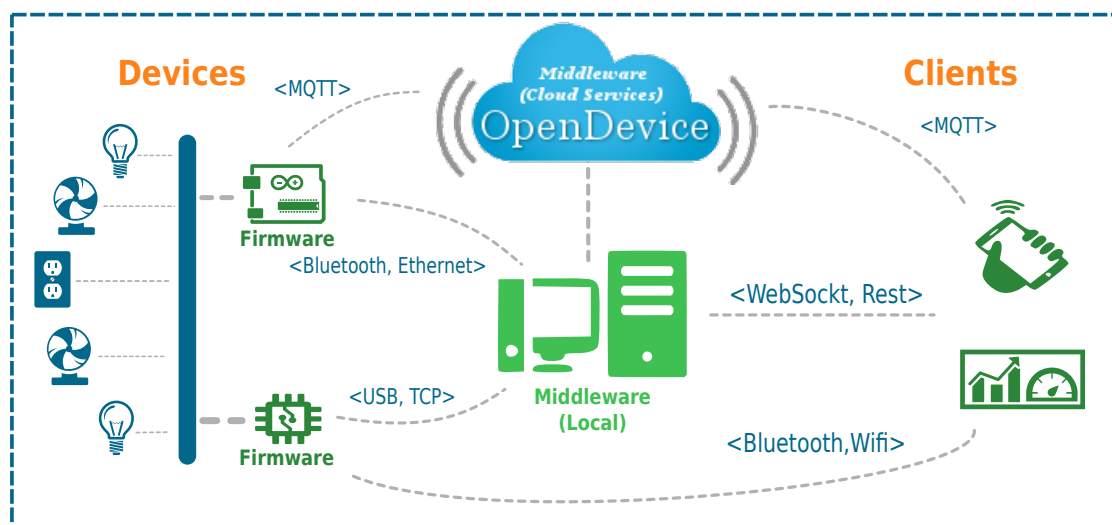 Devices
<MQTT>
Middleware
(Cloud Services)
OpenDevice
Clients
<MQTT>
Firmware
<Bluetooth, Ethernet>
<WebSockt, Rest>
<USB, TCP>
Middleware
(Local)
Firmware
<Bluetooth,Wifi>